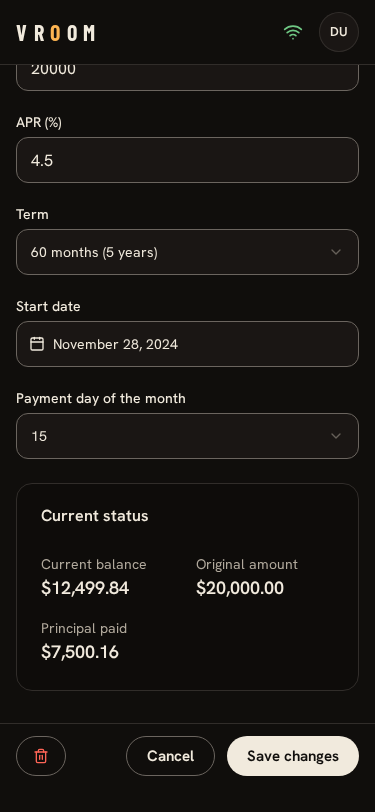 VROOM
DU
20000
APR (%)
4.5
Term
60 months (5 years)
Start date
November 28, 2024
Payment day of the month
15
Current status
Current balance
$12,499.84
Original amount
$20,000.00
Principal paid
$7,500.16
Cancel
Save changes